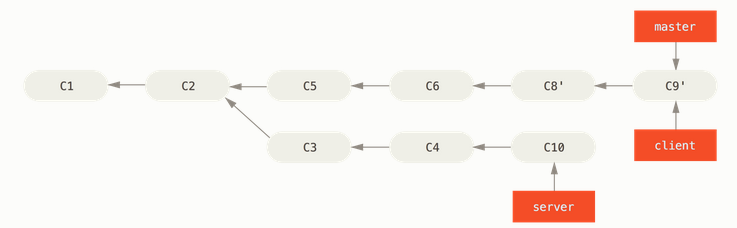 master
C1 C2 C5 C6 C8' C9'
C3 C4 C10 client
server